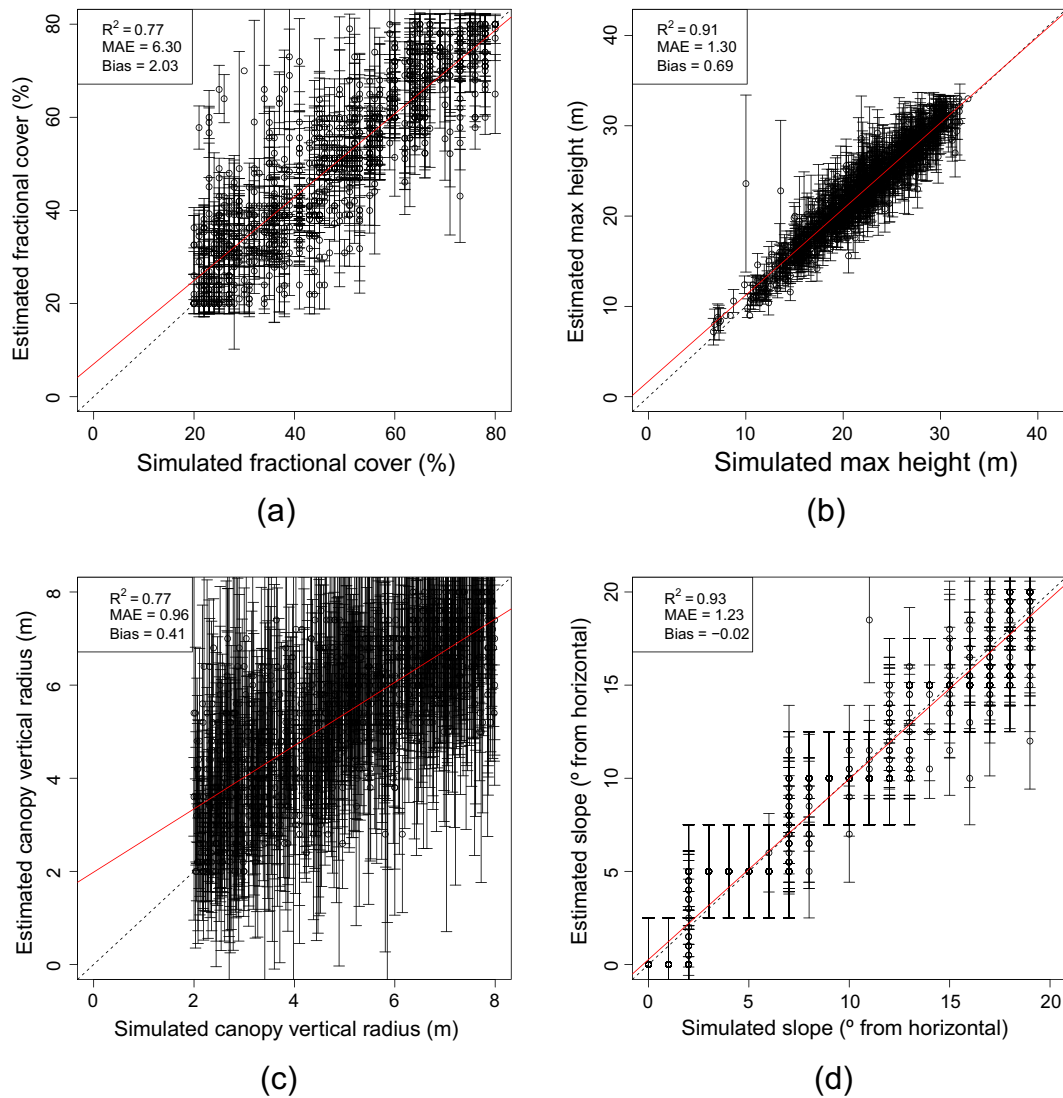 R² = 0.77
MAE = 6.30
Bias = 2.03
Estimated fractional cover (%)
0 20 40 60 80
0 20 40 60 80
Simulated fractional cover (%)
(a)
R² = 0.91
MAE = 1.30
Bias = 0.69
Estimated max height (m)
0 10 20 30 40
0 10 20 30 40
Simulated max height (m)
(b)
R² = 0.77
MAE = 0.96
Bias = 0.41
Estimated canopy vertical radius (m)
0 2 4 6 8
0 2 4 6 8
Simulated canopy vertical radius (m)
(c)
R² = 0.93
MAE = 1.23
Bias = −0.02
Estimated slope (º from horizontal)
0 5 10 15 20
0 5 10 15 20
Simulated slope (º from horizontal)
(d)